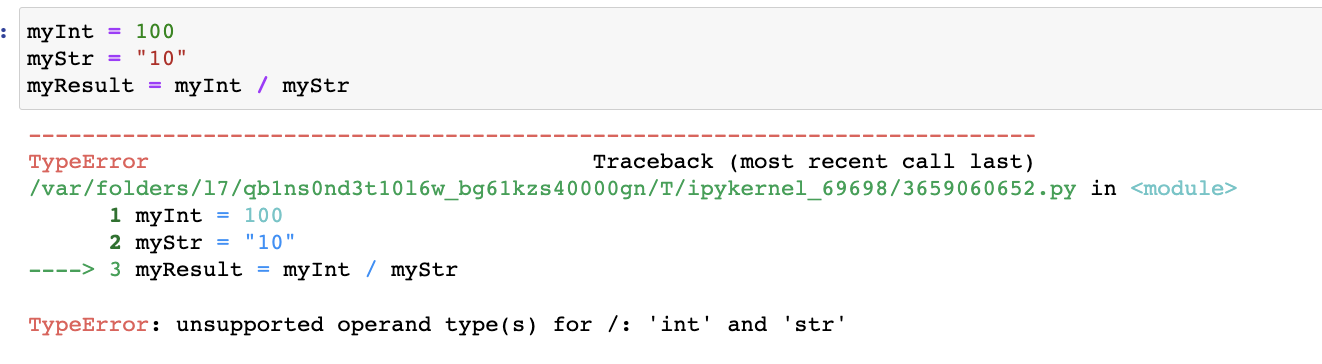 :
myInt = 100
myStr = "10"
myResult = myInt / myStr
---------------------------------------------------------------------------
TypeError                                 Traceback (most recent call last)
/var/folders/l7/qb1ns0nd3t10l6w_bg61kzs40000gn/T/ipykernel_69698/3659060652.py in <module>
      1 myInt = 100
      2 myStr = "10"
----> 3 myResult = myInt / myStr
TypeError: unsupported operand type(s) for /: 'int' and 'str'